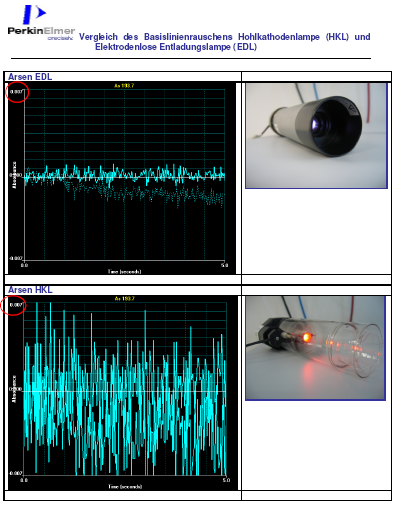 PerkinElmer
precisely.
Vergleich des Basislinienrauschens Hohlkathodenlampe (HKL) und
Elektrodenlose Entladungslampe (EDL)
Arsen EDL
As 193.7
0.007
Absorbance
0.000
-0.007
0.0
5.0
Time (seconds)
Arsen HKL
As 193.7
0.007
Absorbance
0.000
-0.007
0.0
5.0
Time (seconds)